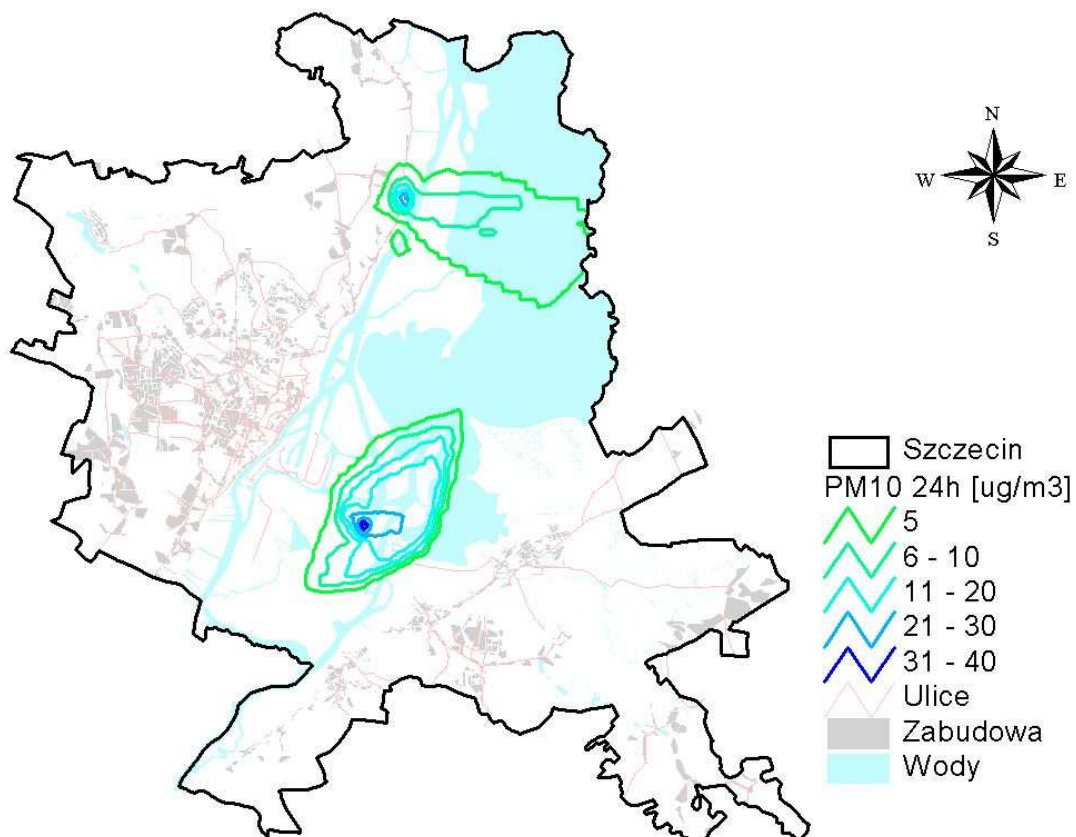 N
W E
S
Szczecin
PM10 24h [ug/m3]
5
6 - 10
11 - 20
21 - 30
31 - 40
Ulice
Zabudowa
Wody